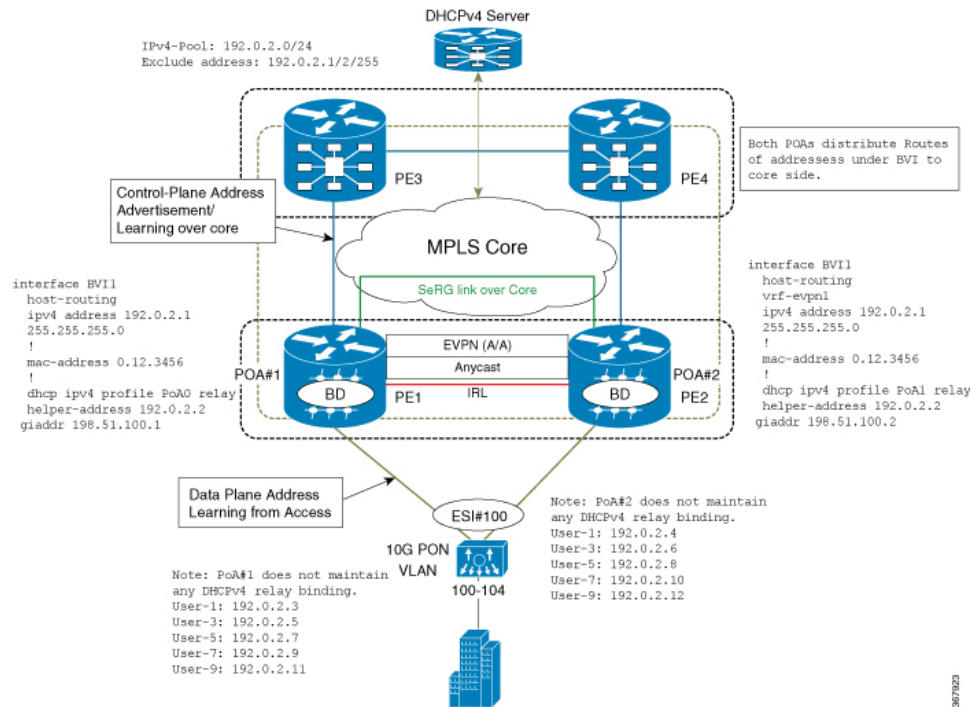 DHCPv4 Server
IPv4-Pool: 192.0.2.0/24
Exclude address: 192.0.2.1/2/255
PE3
PE4
Both POAs distribute Routes
of addressess under BVI to
core side.
Control-Plane Address
Advertisement/
Learning over core
MPLS Core
SeRG link over Core
interface BVI1
host-routing
ipv4 address 192.0.2.1
255.255.255.0
!
mac-address 0.12.3456
!
dhcp ipv4 profile PoA0 relay
helper-address 192.0.2.2
giaddr 198.51.100.1
interface BVI1
host-routing
vrf-evpn1
ipv4 address 192.0.2.1
255.255.255.0
!
mac-address 0.12.3456
!
dhcp ipv4 profile PoA1 relay
helper-address 192.0.2.2
giaddr 198.51.100.2
EVPN (A/A)
Anycast
IRL
POA#1
BD
PE1
POA#2
BD
PE2
Data Plane Address
Learning from Access
ESI#100
10G PON
VLAN
100-104
Note: PoA#2 does not maintain
any DHCPv4 relay binding.
User-1: 192.0.2.4
User-3: 192.0.2.6
User-5: 192.0.2.8
User-7: 192.0.2.10
User-9: 192.0.2.12
Note: PoA#1 does not maintain
any DHCPv4 relay binding.
User-1: 192.0.2.3
User-3: 192.0.2.5
User-5: 192.0.2.7
User-7: 192.0.2.9
User-9: 192.0.2.11
367923